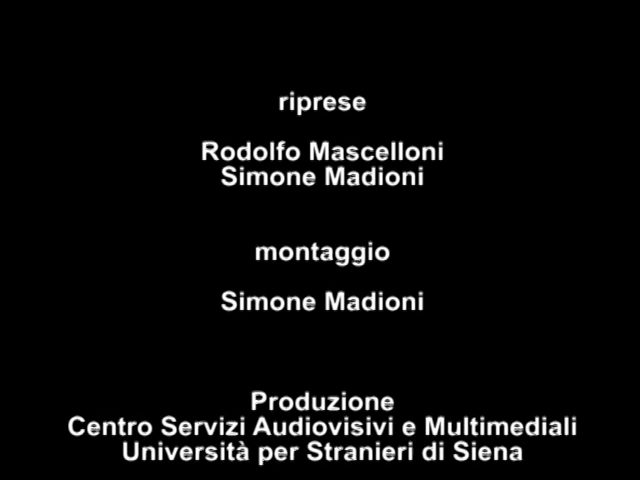 riprese
Rodolfo Mascelloni
Simone Madioni
montaggio
Simone Madioni
Produzione
Centro Servizi Audiovisivi e Multimediali
Università per Stranieri di Siena